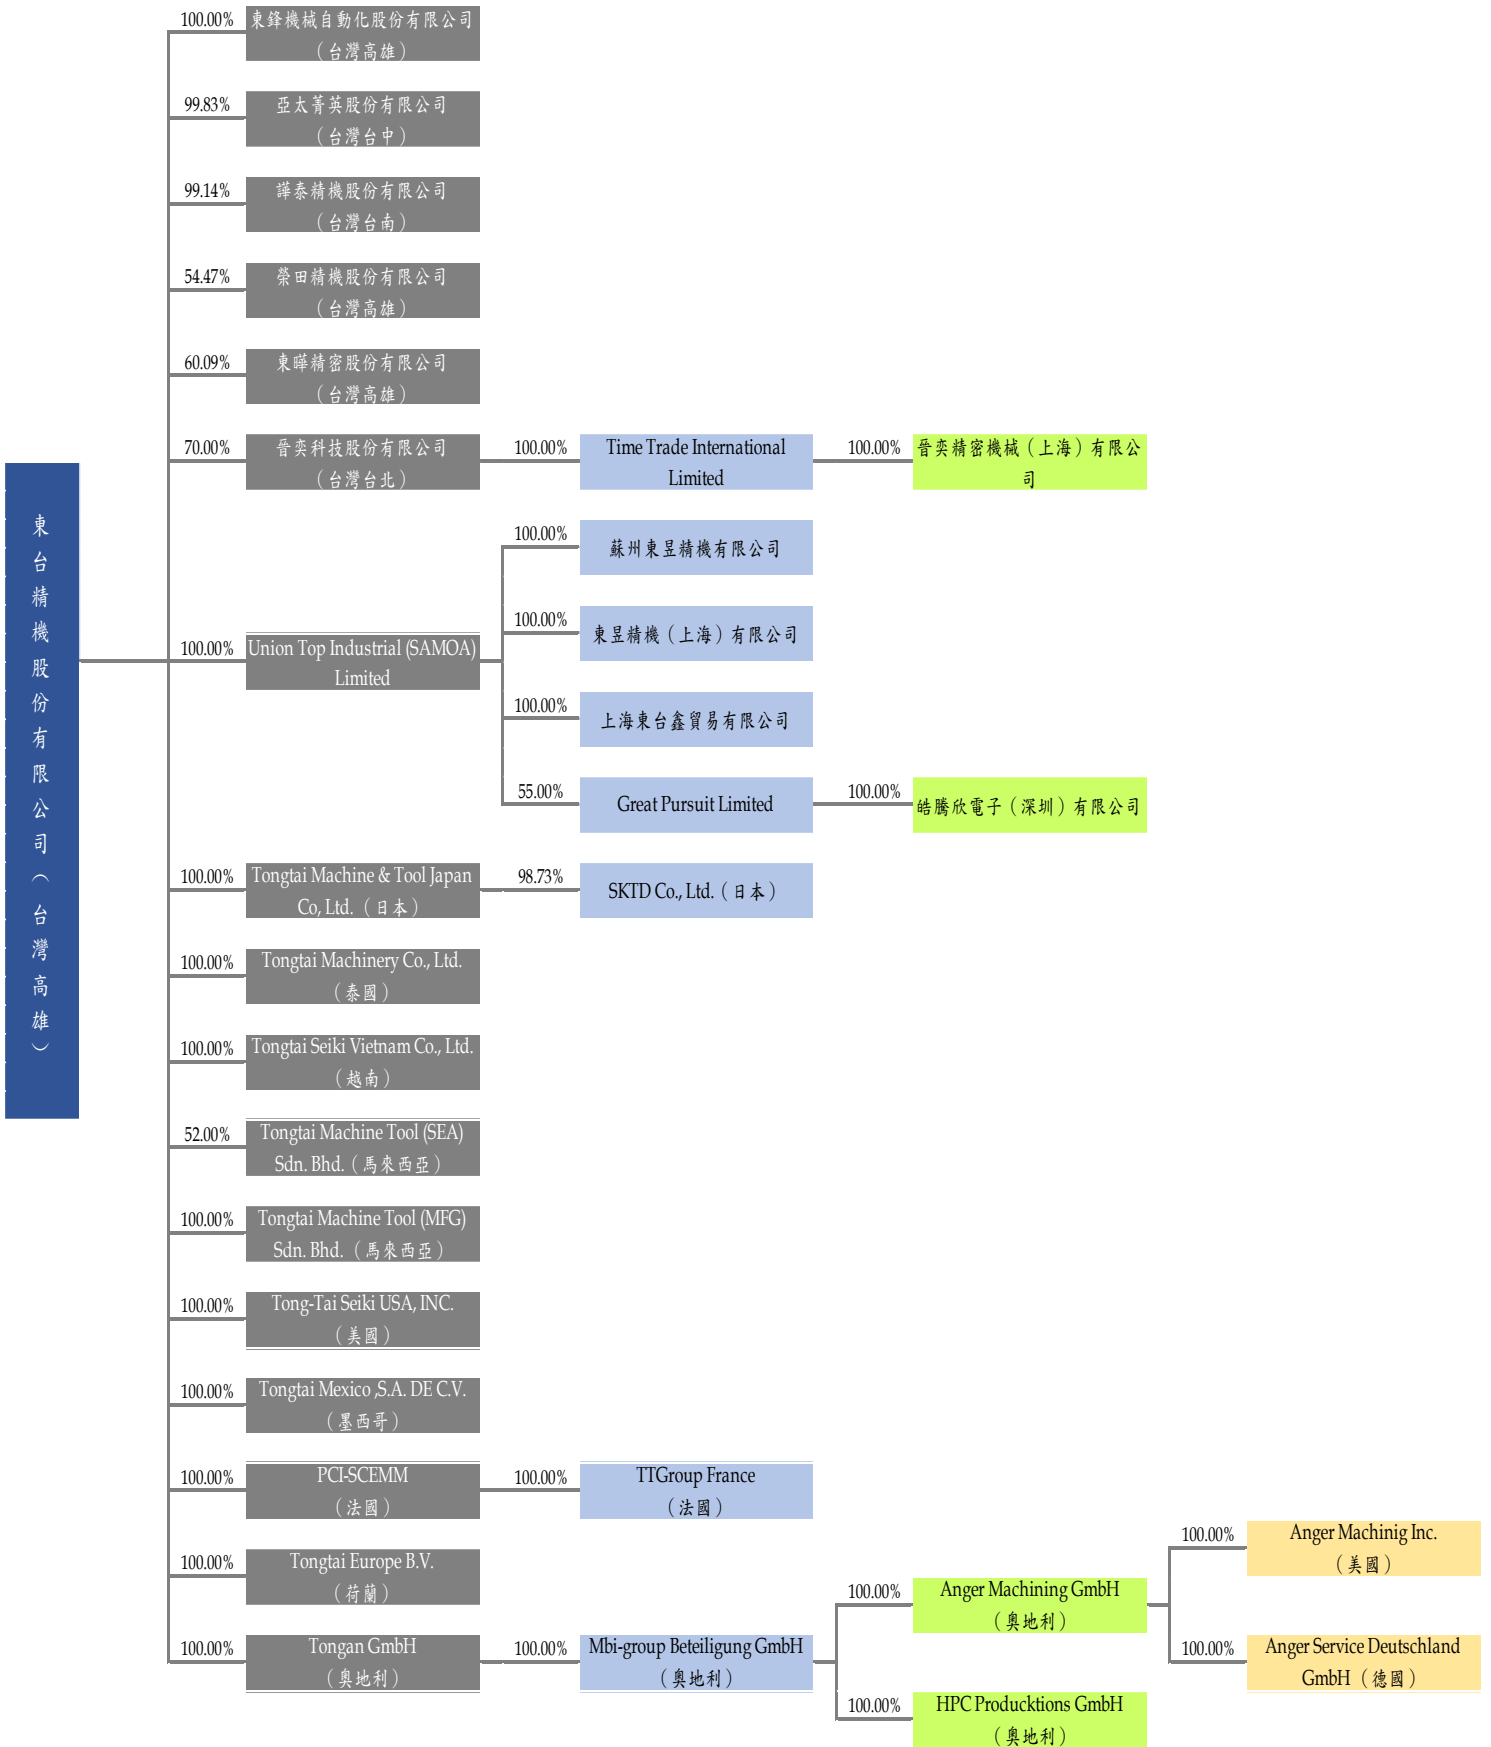 東台精機股份有限公司（台灣高雄）
100.00%
東鋒機械自動化股份有限公司
（台灣高雄）
99.83%
亞太菁英股份有限公司
（台灣台中）
99.14%
譁泰精機股份有限公司
（台灣台南）
54.47%
榮田精機股份有限公司
（台灣高雄）
60.09%
東曄精密股份有限公司
（台灣高雄）
70.00%
晉奕科技股份有限公司
（台灣台北）
100.00%
Time Trade International
Limited
100.00%
晉奕精密機械（上海）有限公
司
100.00%
Union Top Industrial (SAMOA)
Limited
100.00%
蘇州東昱精機有限公司
100.00%
東昱精機（上海）有限公司
100.00%
上海東台鑫貿易有限公司
55.00%
Great Pursuit Limited
100.00%
皓騰欣電子（深圳）有限公司
100.00%
Tongtai Machine & Tool Japan
Co, Ltd.（日本）
98.73%
SKTD Co., Ltd.（日本）
100.00%
Tongtai Machinery Co., Ltd.
（泰國）
100.00%
Tongtai Seiki Vietnam Co., Ltd.
（越南）
52.00%
Tongtai Machine Tool (SEA)
Sdn. Bhd.（馬來西亞）
100.00%
Tongtai Machine Tool (MFG)
Sdn. Bhd.（馬來西亞）
100.00%
Tong-Tai Seiki USA, INC.
（美國）
100.00%
Tongtai Mexico ,S.A. DE C.V.
（墨西哥）
100.00%
PCI-SCEMM
（法國）
100.00%
TTGroup France
（法國）
100.00%
Tongtai Europe B.V.
（荷蘭）
100.00%
Tongan GmbH
（奧地利）
100.00%
Mbi-group Beteiligung GmbH
（奧地利）
100.00%
Anger Machining GmbH
（奧地利）
100.00%
Anger Machinig Inc.
（美國）
100.00%
Anger Service Deutschland
GmbH（德國）
100.00%
HPC Producktions GmbH
（奧地利）